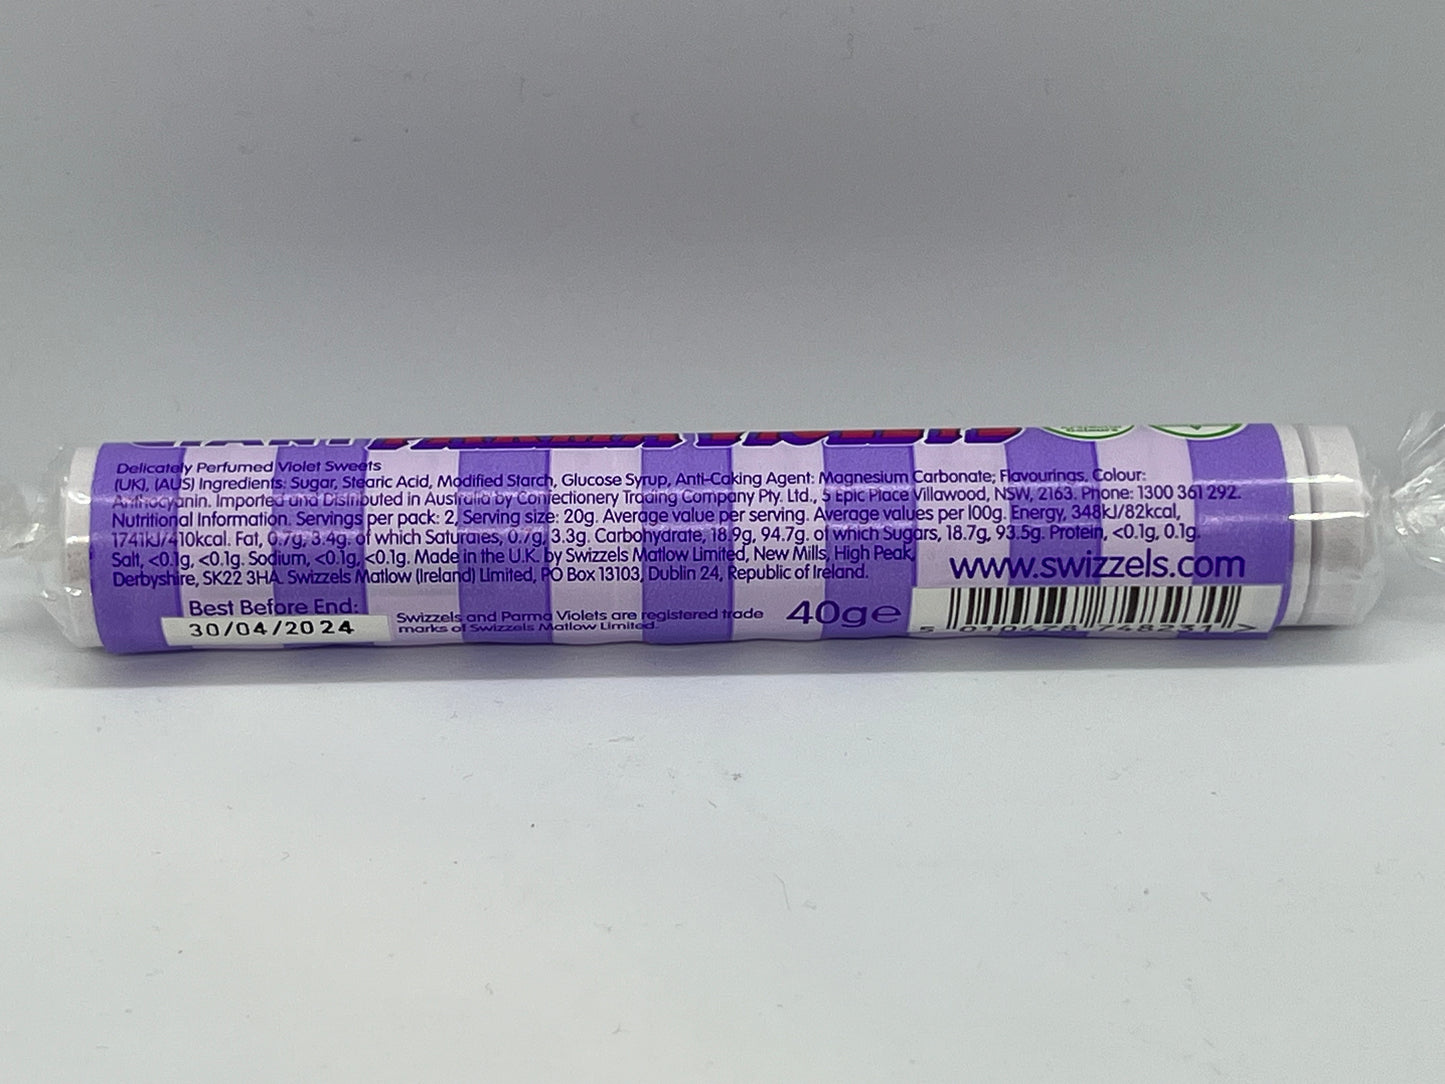 GIANT PARMA VIOLETS
Delicately Perfumed Violet Sweets
(UK), (AUS) Ingredients: Sugar, Stearic Acid, Modified Starch, Glucose Syrup, Anti-Caking Agent: Magnesium Carbonate; Flavourings, Colour:
Anthocyanin. Imported and Distributed in Australia by Confectionery Trading Company Pty. Ltd., 5 Epic Place Villawood, NSW, 2163. Phone: 1300 361 292.
Nutritional Information. Servings per pack: 2, Serving size: 20g. Average value per serving. Average values per 100g. Energy, 348kJ/82kcal,
1741kJ/410kcal. Fat, 0.7g, 3.4g. of which Saturates, 0.7g, 3.3g. Carbohydrate, 18.9g, 94.7g. of which Sugars, 18.7g, 93.5g. Protein, <0.1g, 0.1g.
Salt, <0.1g, <0.1g. Sodium, <0.1g, <0.1g. Made in the U.K. by Swizzels Matlow Limited, New Mills, High Peak,
Derbyshire, SK22 3HA. Swizzels Matlow (Ireland) Limited, PO Box 13103, Dublin 24, Republic of Ireland.
www.swizzels.com
Best Before End:
30/04/2024
Swizzels and Parma Violets are registered trade
marks of Swizzels Matlow Limited.
40g e
5 010478 748231 7